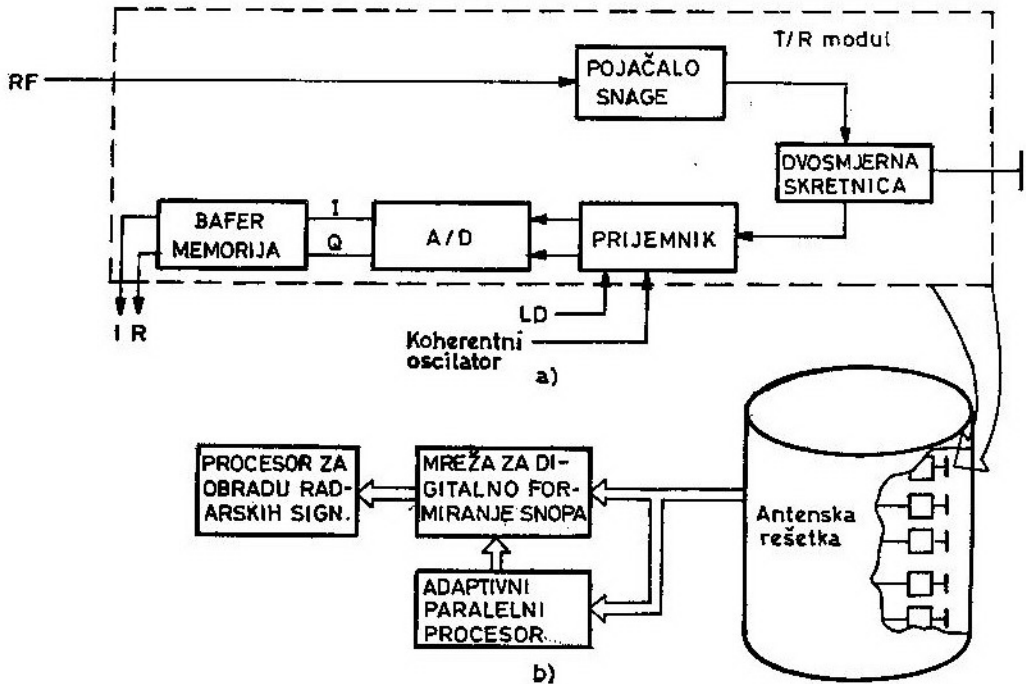 T/R modul
RF
POJAČALO
SNAGE
DVOSMJERNA
SKRETNICA
BAFER
MEMORIJA
I
Q
A/D
PRIJEMNIK
I R
LD
Koherentni
oscilator
a)
PROCESOR ZA
OBRADU RAD-
ARSKIH SIGN.
MREŽA ZA DI-
GITALNO FOR-
MIRANJE SNOPA
ADAPTIVNI
PARALELNI
PROCESOR
Antenska
rešetka
b)